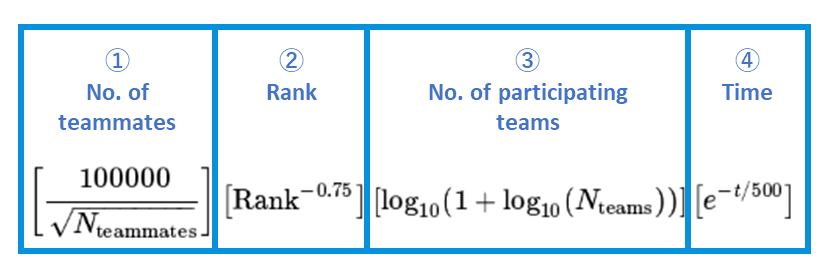 ① ② ③ ④
No. of teammates Rank No. of participating teams Time
[100000/√N_teammates] [Rank^−0.75] [log₁₀(1 + log₁₀(N_teams))] [e^−t/500]